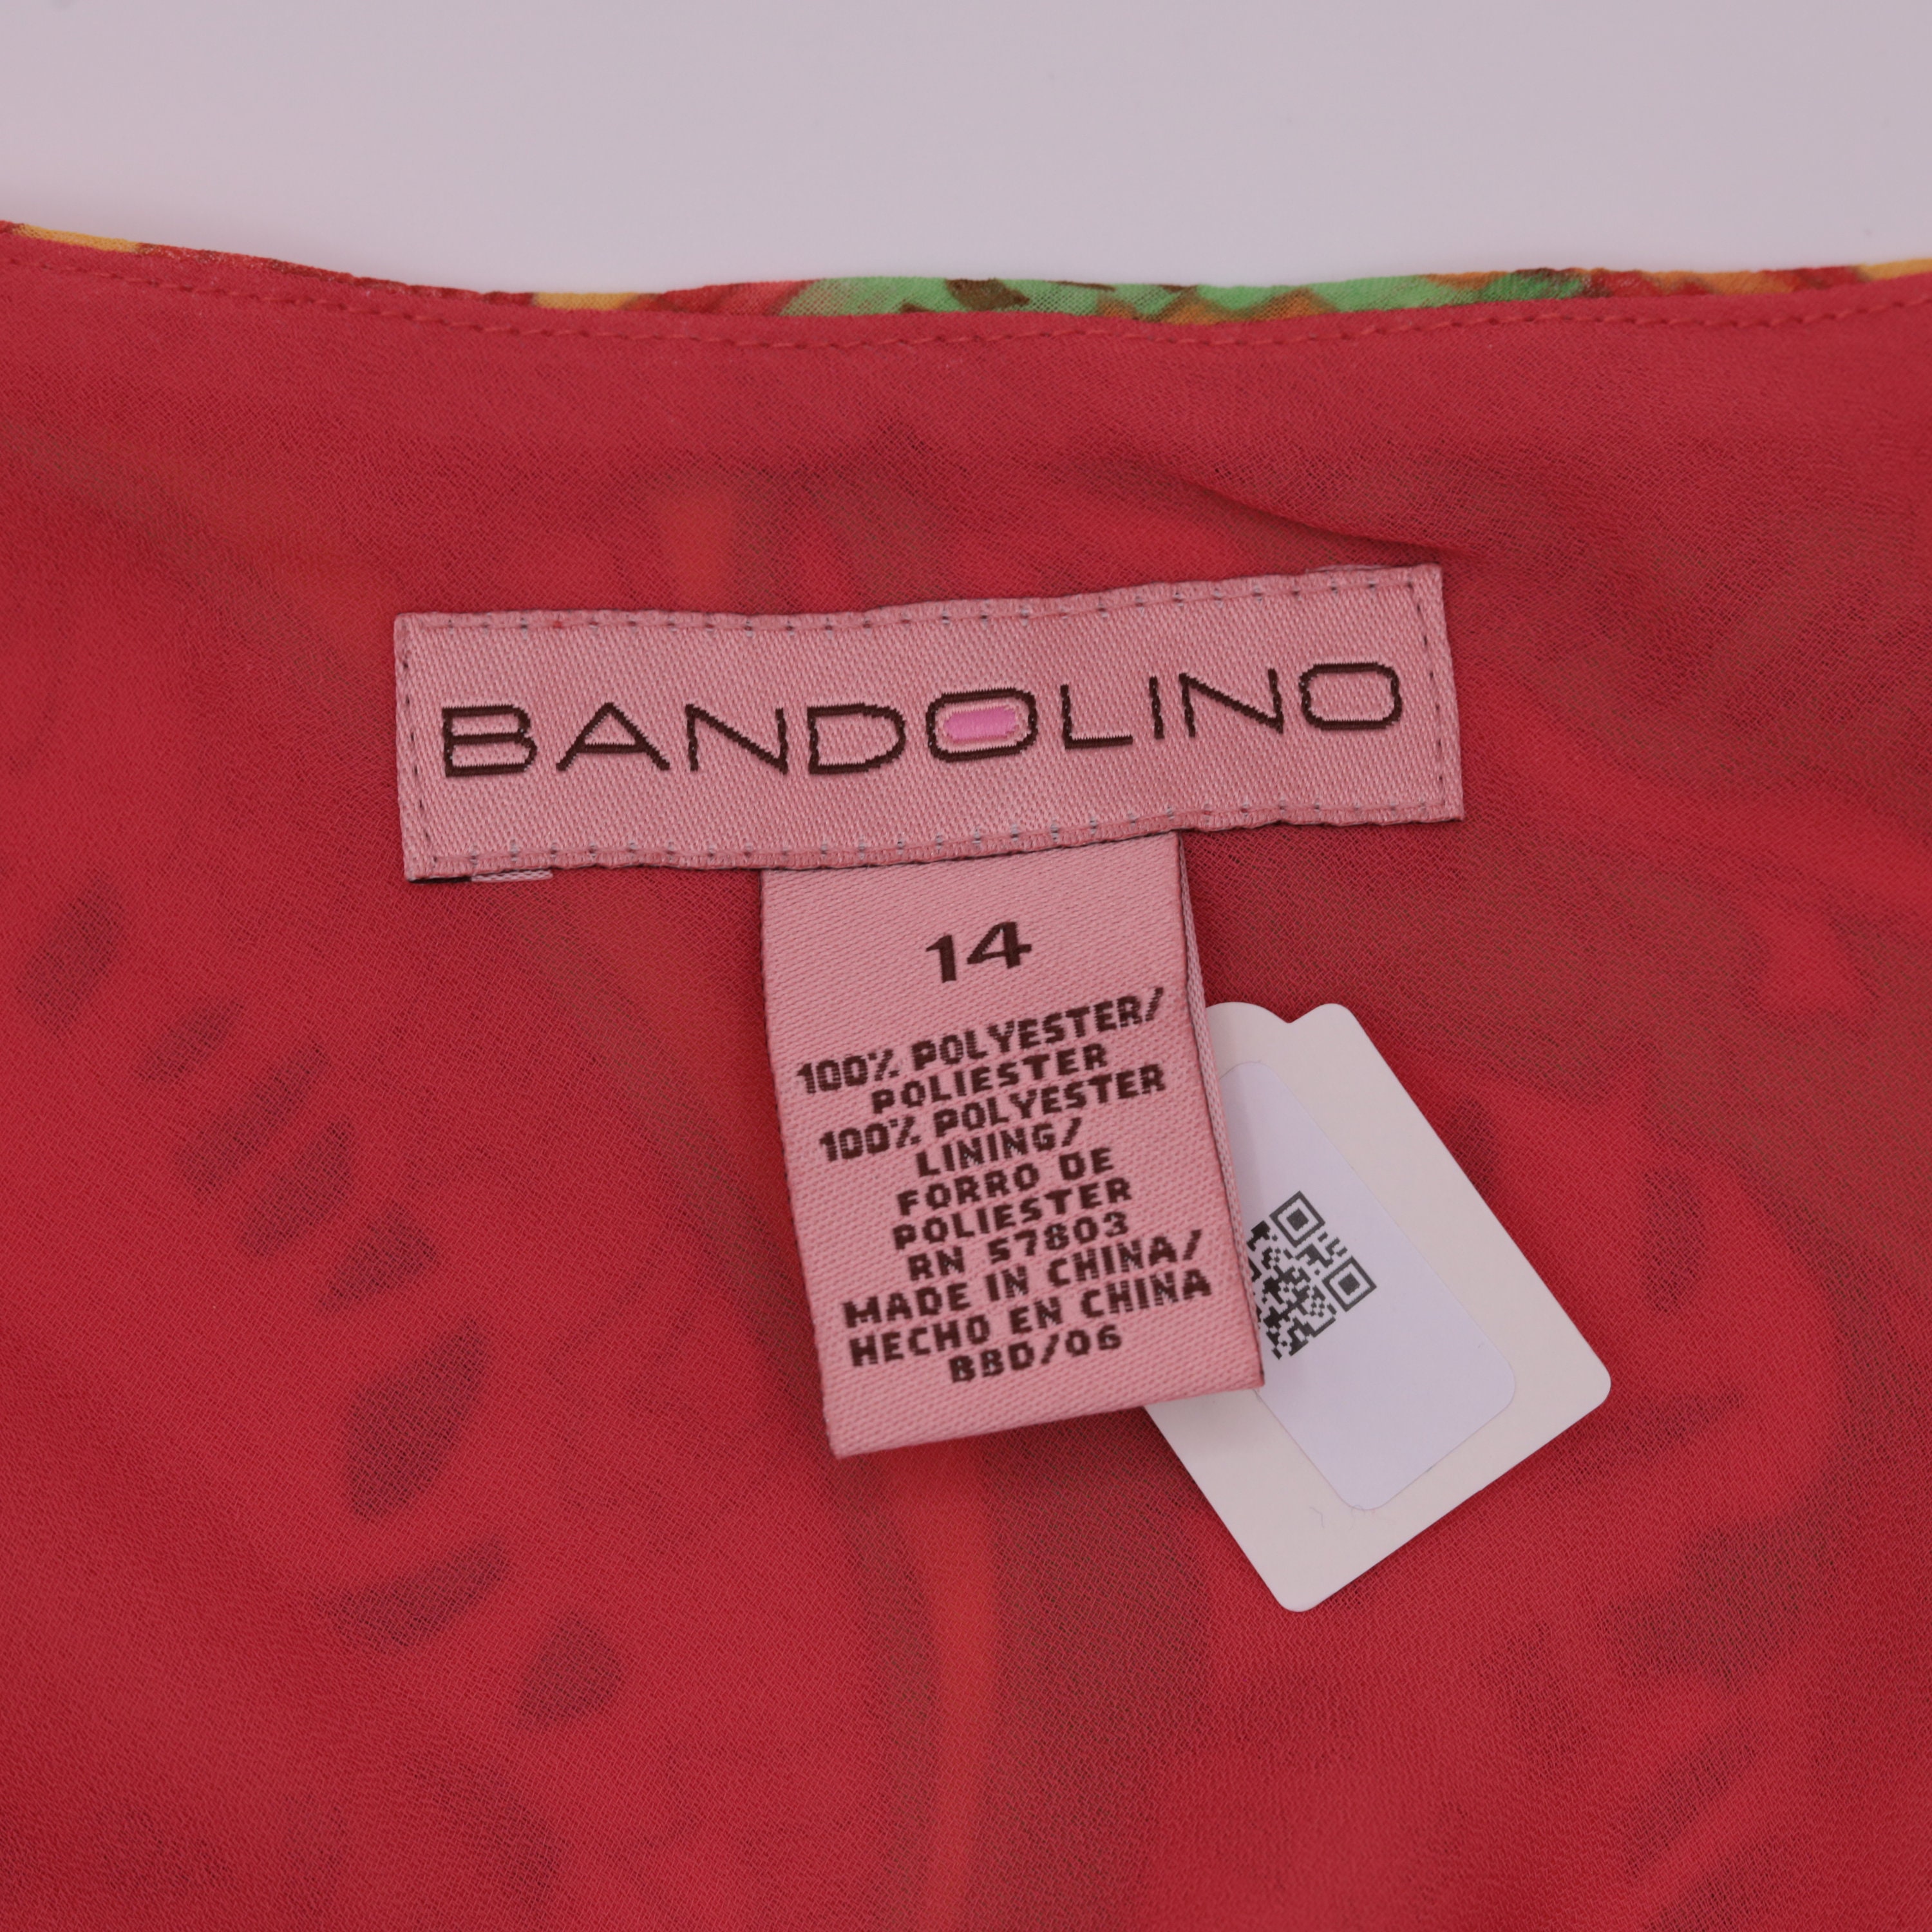 BANDOLINO
14
100% POLYESTER/
POLIESTER
100% POLYESTER
LINING/
FORRO DE
POLIESTER
RN 57803
MADE IN CHINA/
HECHO EN CHINA
BBD/06